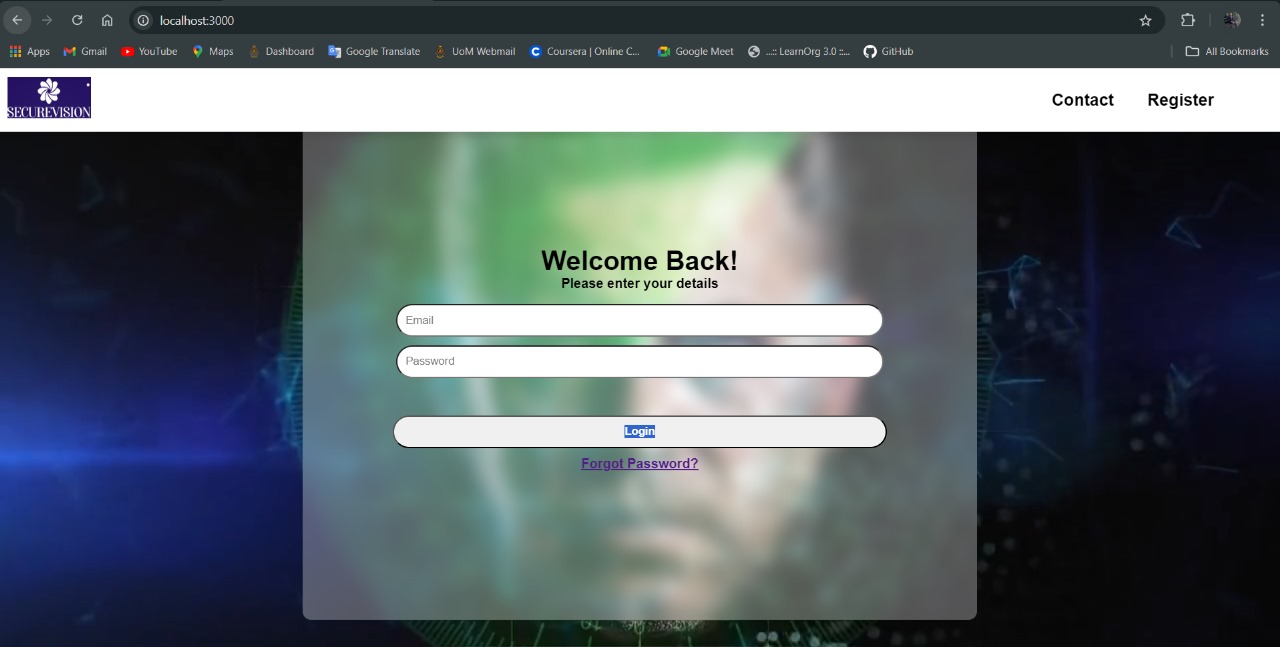 localhost:3000
Apps Gmail YouTube Maps Dashboard Google Translate UoM Webmail Coursera | Online C... Google Meet ...:: LearnOrg 3.0 ::... GitHub All Bookmarks
SECUREVISION
Contact Register
Welcome Back!
Please enter your details
Email
Password
Login
Forgot Password?